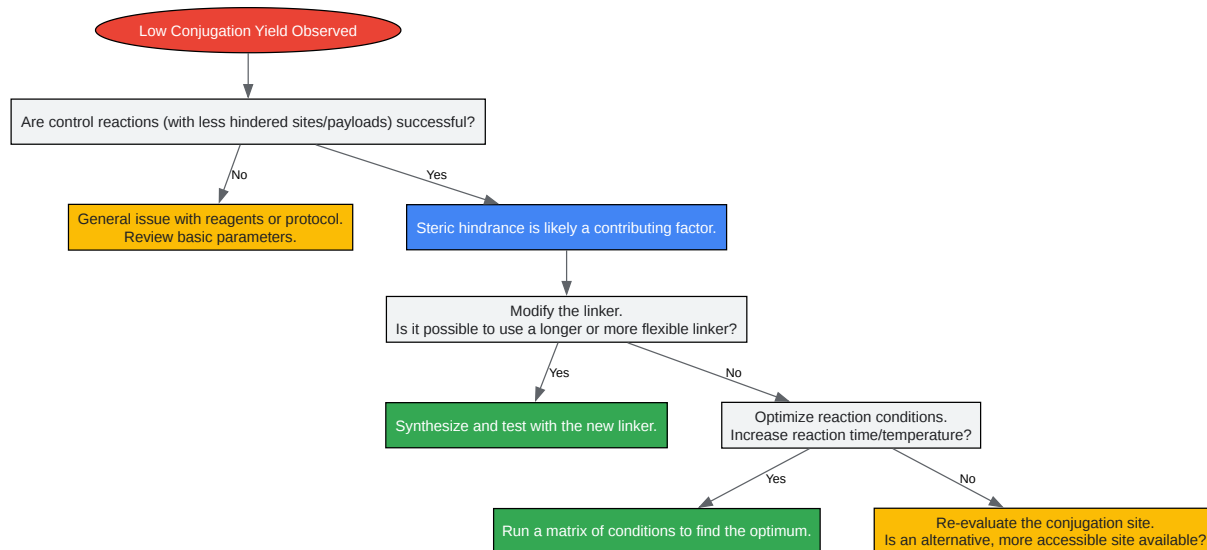 Low Conjugation Yield Observed
Are control reactions (with less hindered sites/payloads) successful?
No
Yes
General issue with reagents or protocol.
Review basic parameters.
Steric hindrance is likely a contributing factor.
Modify the linker.
Is it possible to use a longer or more flexible linker?
Yes
No
Synthesize and test with the new linker.
Optimize reaction conditions.
Increase reaction time/temperature?
Yes
No
Run a matrix of conditions to find the optimum.
Re-evaluate the conjugation site.
Is an alternative, more accessible site available?